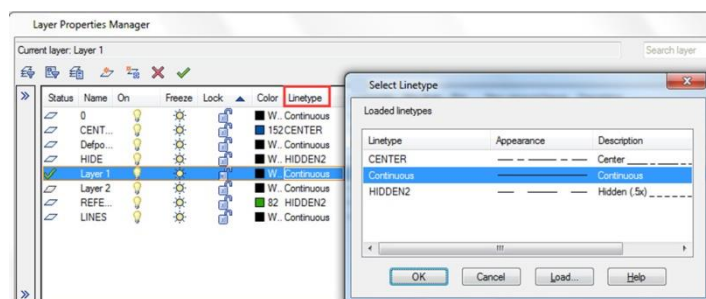 Layer Properties Manager
Current layer: Layer 1
Search layer
Status Name On Freeze Lock Color Linetype
0 W.. Continuous
CENT... 152 CENTER
Defpo... W.. Continuous
HIDE W.. HIDDEN2
Layer 1 W.. Continuous
Layer 2 W.. Continuous
REFE... 82 HIDDEN2
LINES W.. Continuous
Select Linetype
Loaded linetypes
Linetype Appearance Description
CENTER Center
Continuous Continuous
HIDDEN2 Hidden (.5x)
OK Cancel Load... Help